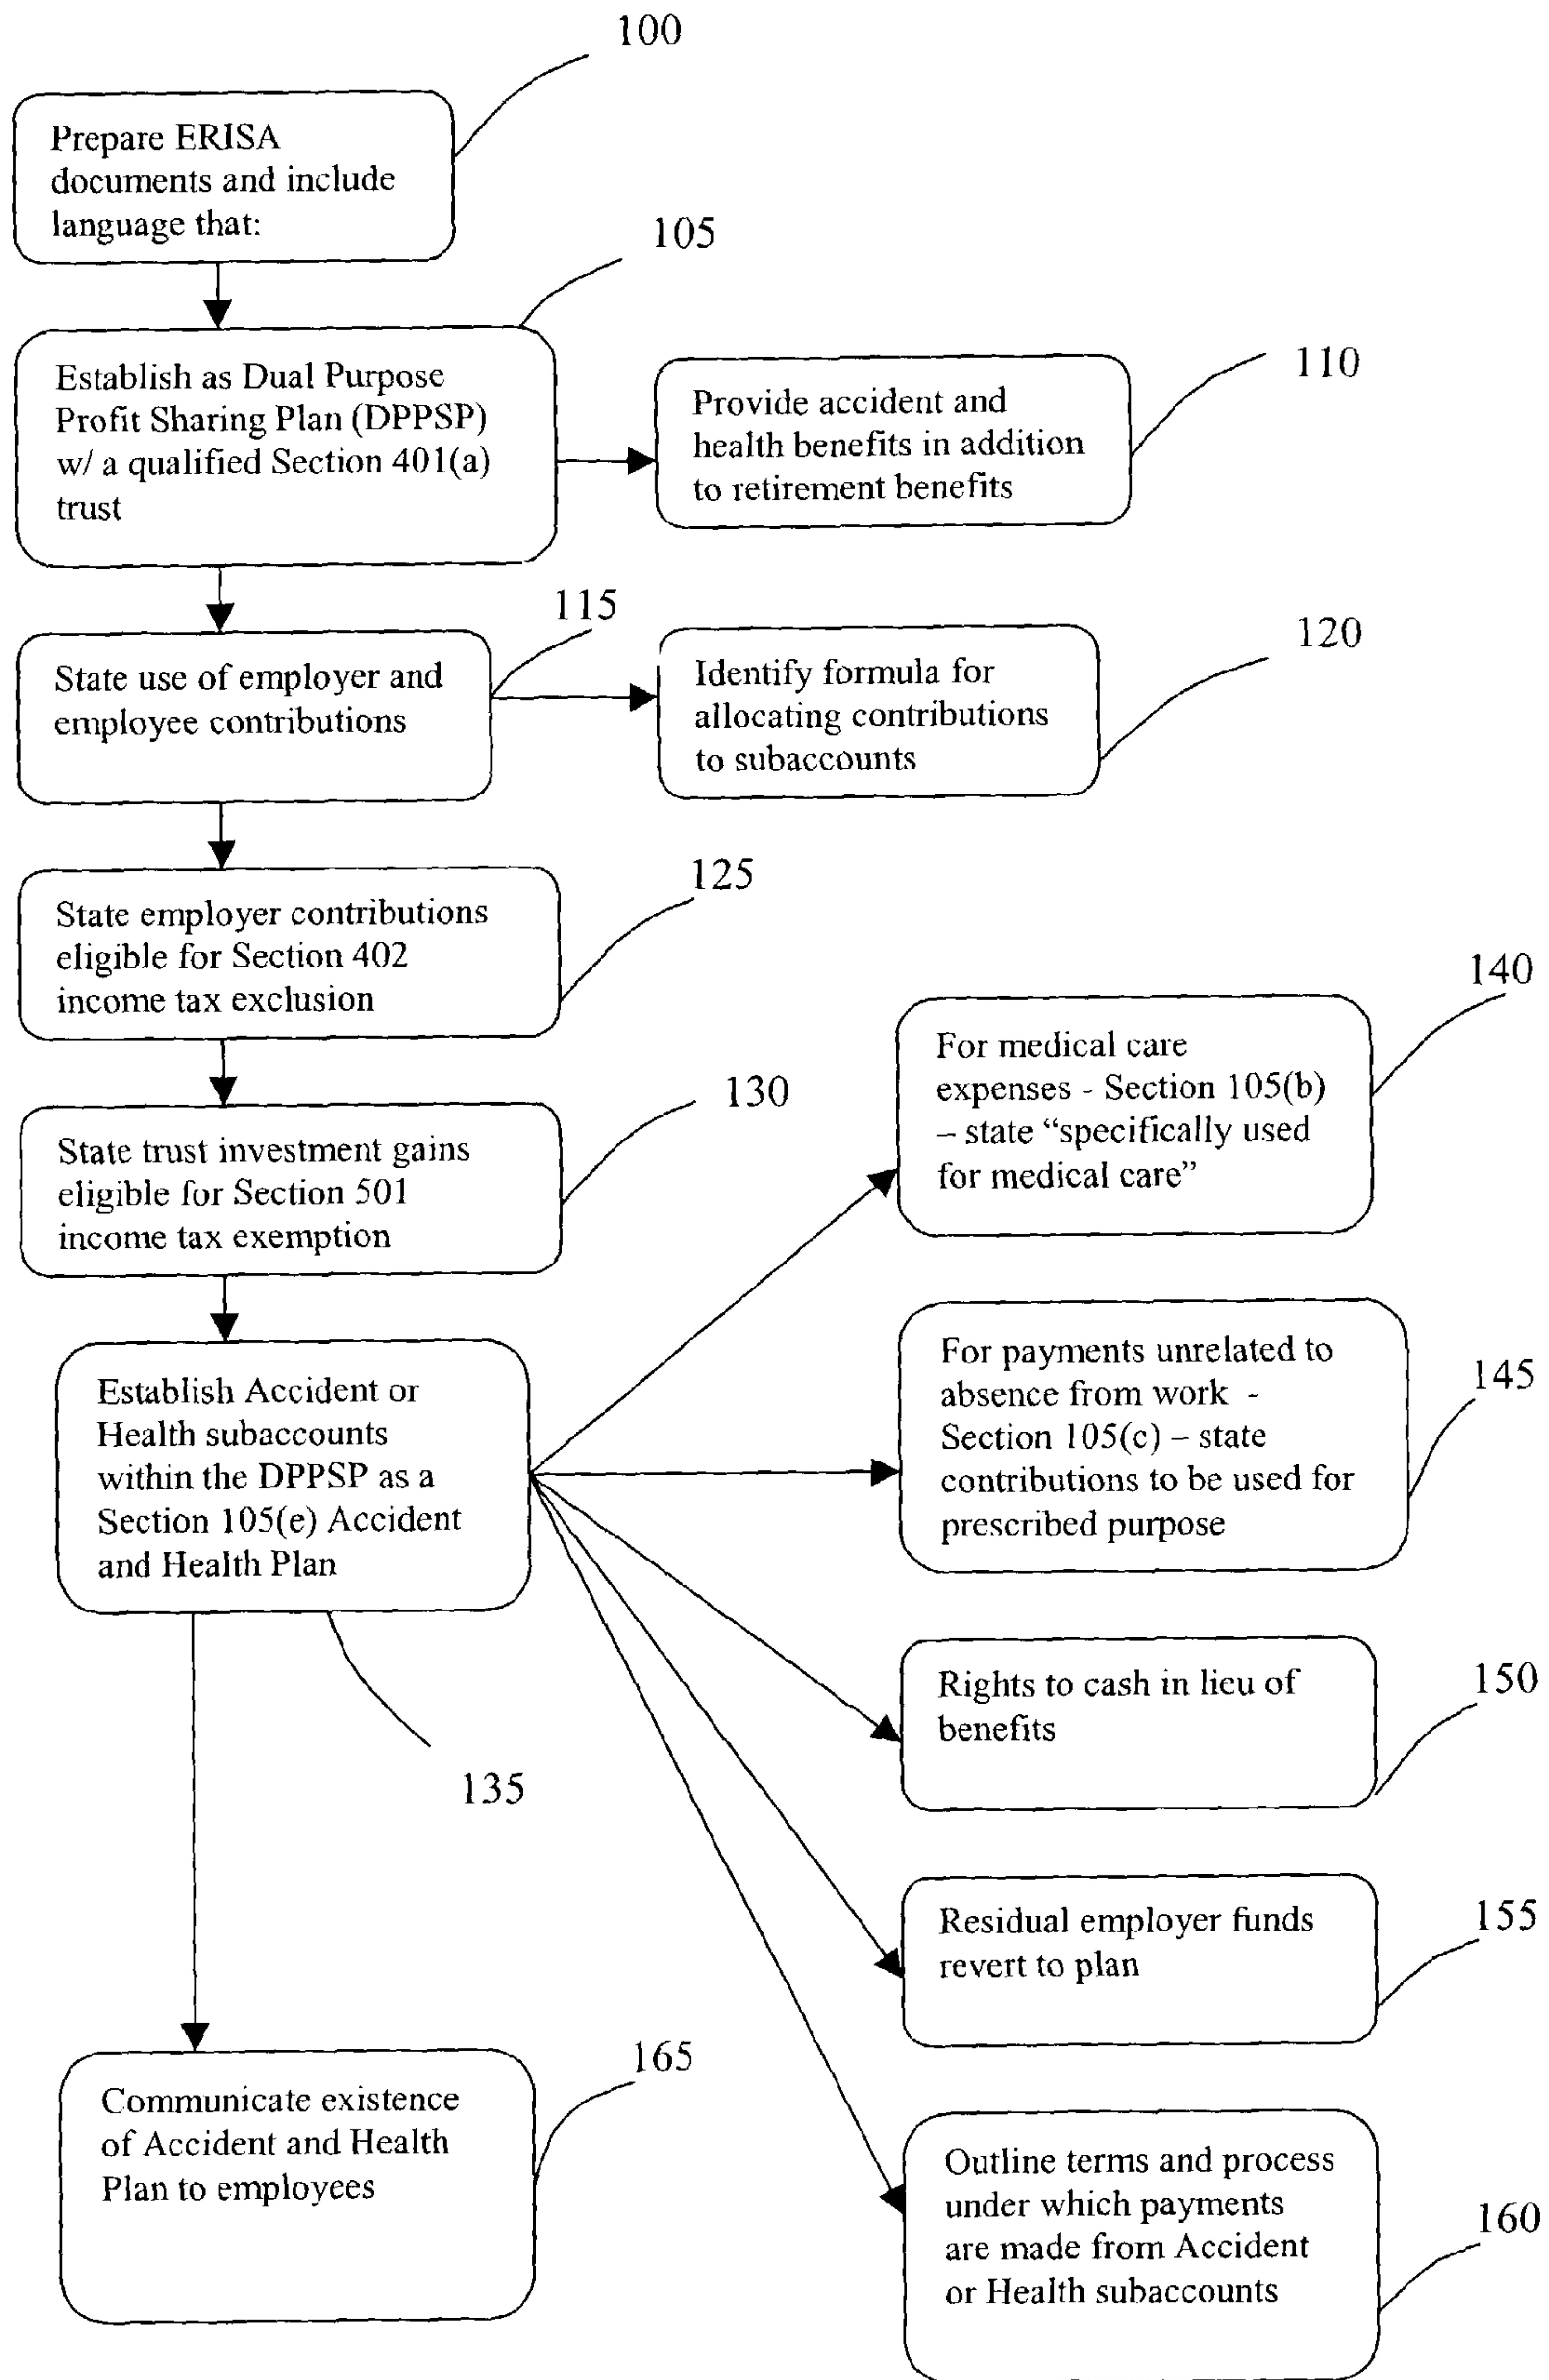 100
Prepare ERISA
documents and include
language that:
105
Establish as Dual Purpose
Profit Sharing Plan (DPPSP)
w/ a qualified Section 401(a)
trust
110
Provide accident and
health benefits in addition
to retirement benefits
115
State use of employer and
employee contributions
120
Identify formula for
allocating contributions
to subaccounts
125
State employer contributions
eligible for Section 402
income tax exclusion
130
State trust investment gains
eligible for Section 501
income tax exemption
135
Establish Accident or
Health subaccounts
within the DPPSP as a
Section 105(e) Accident
and Health Plan
140
For medical care
expenses - Section 105(b)
– state “specifically used
for medical care”
145
For payments unrelated to
absence from work -
Section 105(c) – state
contributions to be used for
prescribed purpose
150
Rights to cash in lieu of
benefits
155
Residual employer funds
revert to plan
160
Outline terms and process
under which payments
are made from Accident
or Health subaccounts
165
Communicate existence
of Accident and Health
Plan to employees